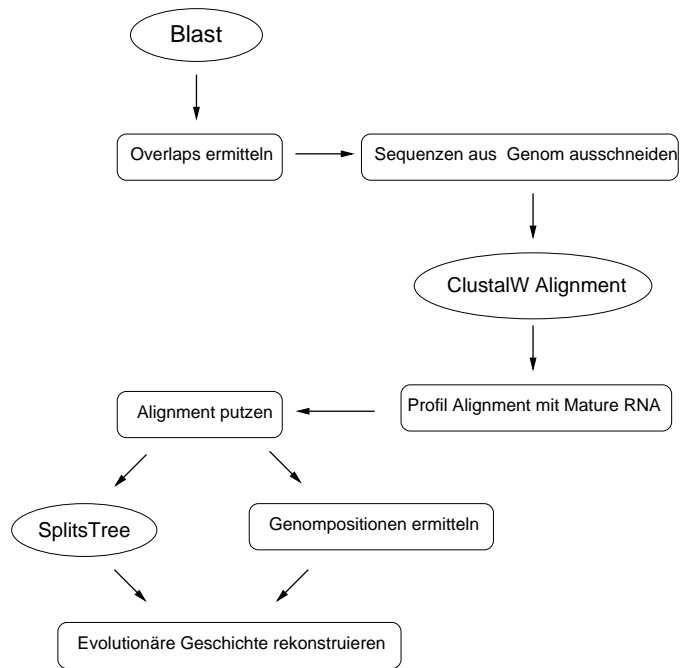 Blast
Overlaps ermitteln
Sequenzen aus Genom ausschneiden
ClustalW Alignment
Profil Alignment mit Mature RNA
Alignment putzen
SplitsTree
Genompositionen ermitteln
Evolutionäre Geschichte rekonstruieren